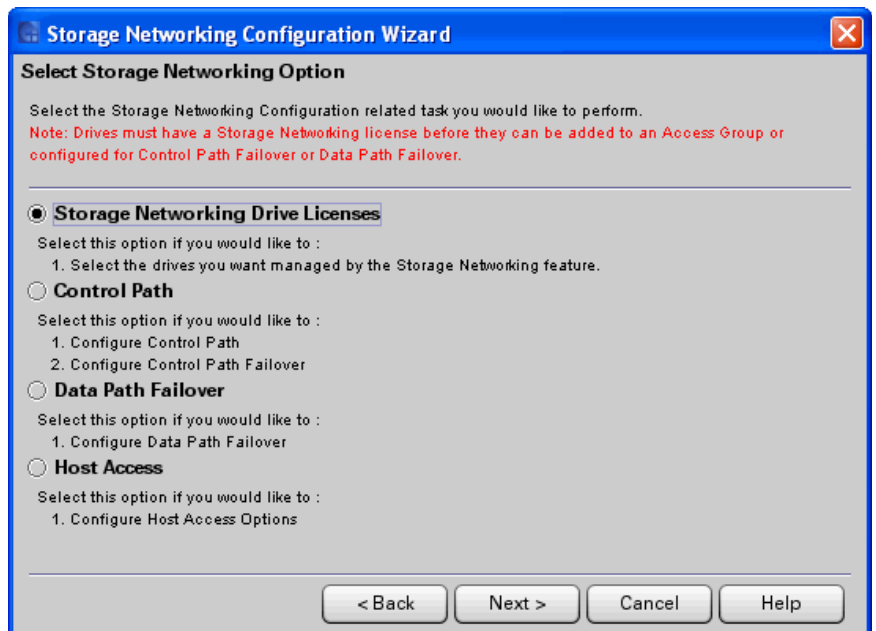 Storage Networking Configuration Wizard
Select Storage Networking Option
Select the Storage Networking Configuration related task you would like to perform.
Note: Drives must have a Storage Networking license before they can be added to an Access Group or
configured for Control Path Failover or Data Path Failover.
Storage Networking Drive Licenses
Select this option if you would like to :
1. Select the drives you want managed by the Storage Networking feature.
Control Path
Select this option if you would like to :
1. Configure Control Path
2. Configure Control Path Failover
Data Path Failover
Select this option if you would like to :
1. Configure Data Path Failover
Host Access
Select this option if you would like to :
1. Configure Host Access Options
< Back Next > Cancel Help